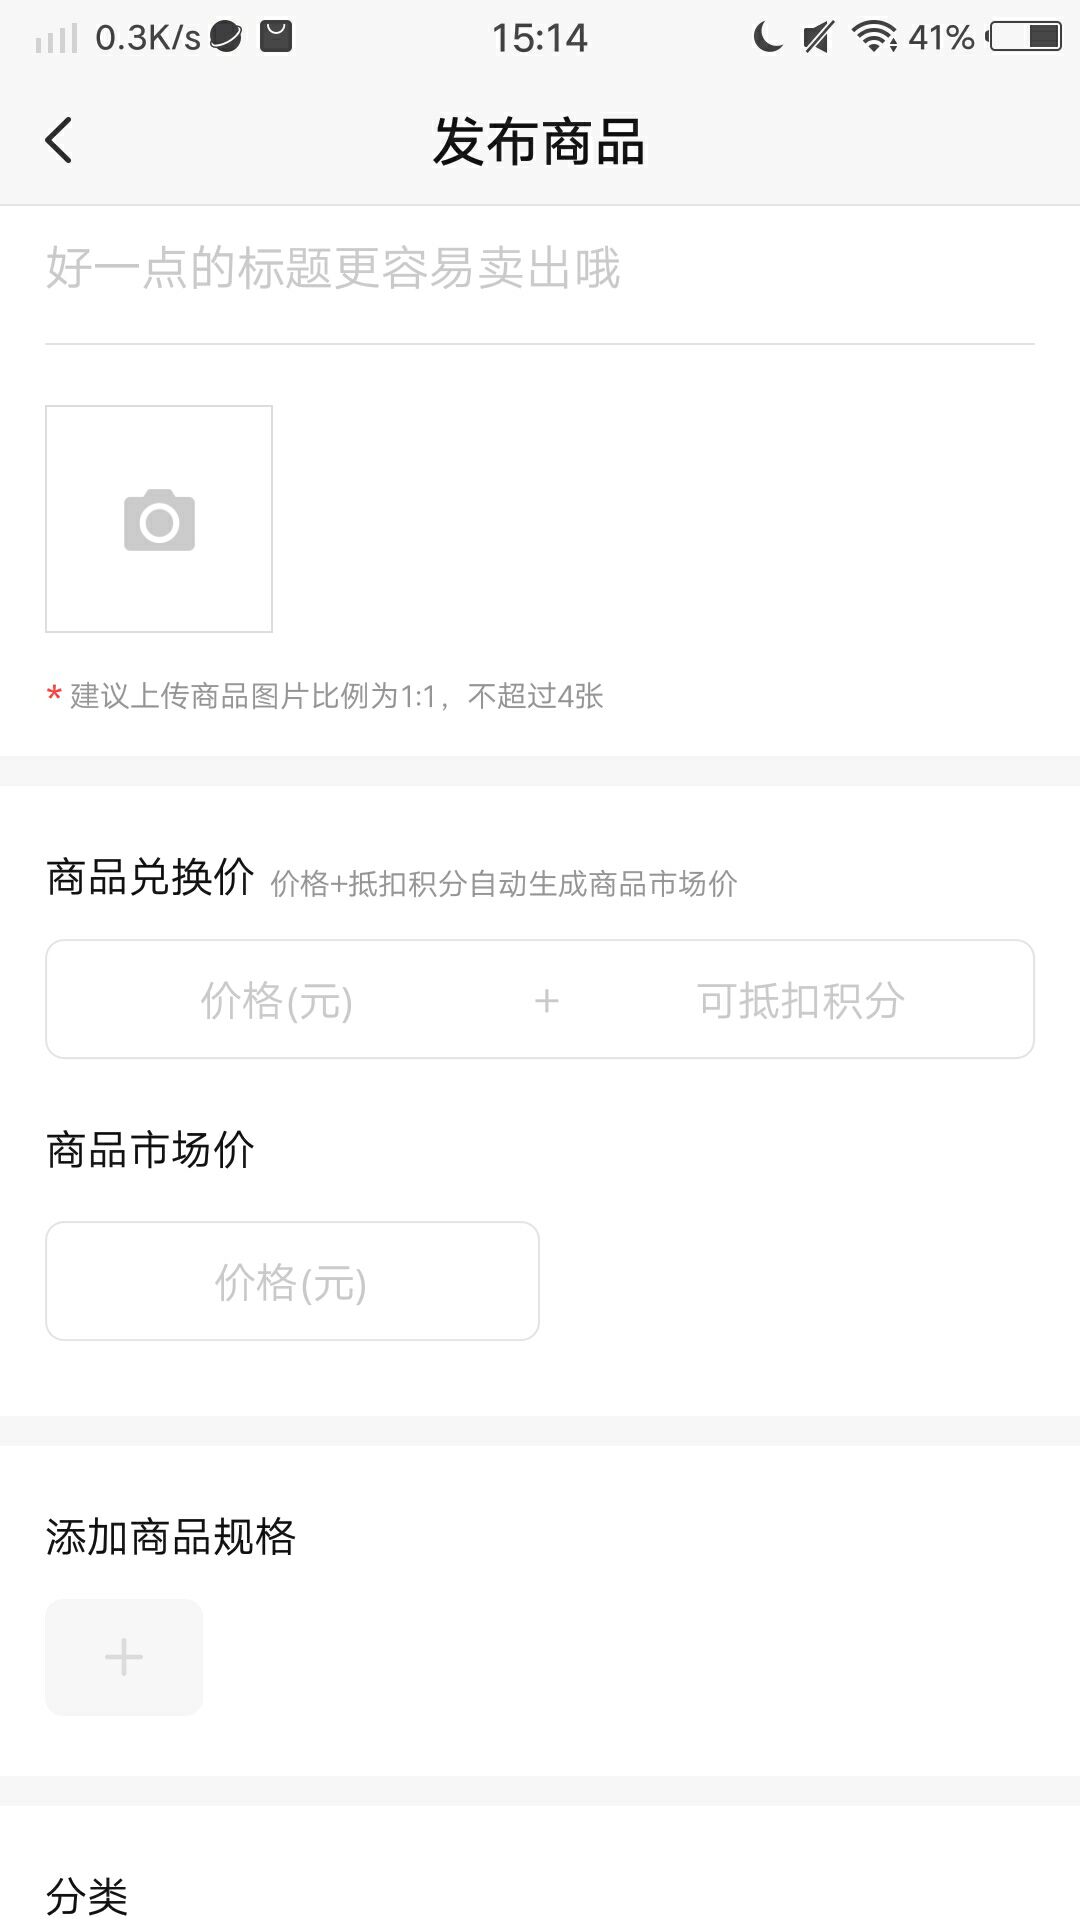 0.3K/s 15:14 41%
发布商品
好一点的标题更容易卖出哦
* 建议上传商品图片比例为1:1，不超过4张
商品兑换价 价格+抵扣积分自动生成商品市场价
价格(元) + 可抵扣积分
商品市场价
价格(元)
添加商品规格
+
分类